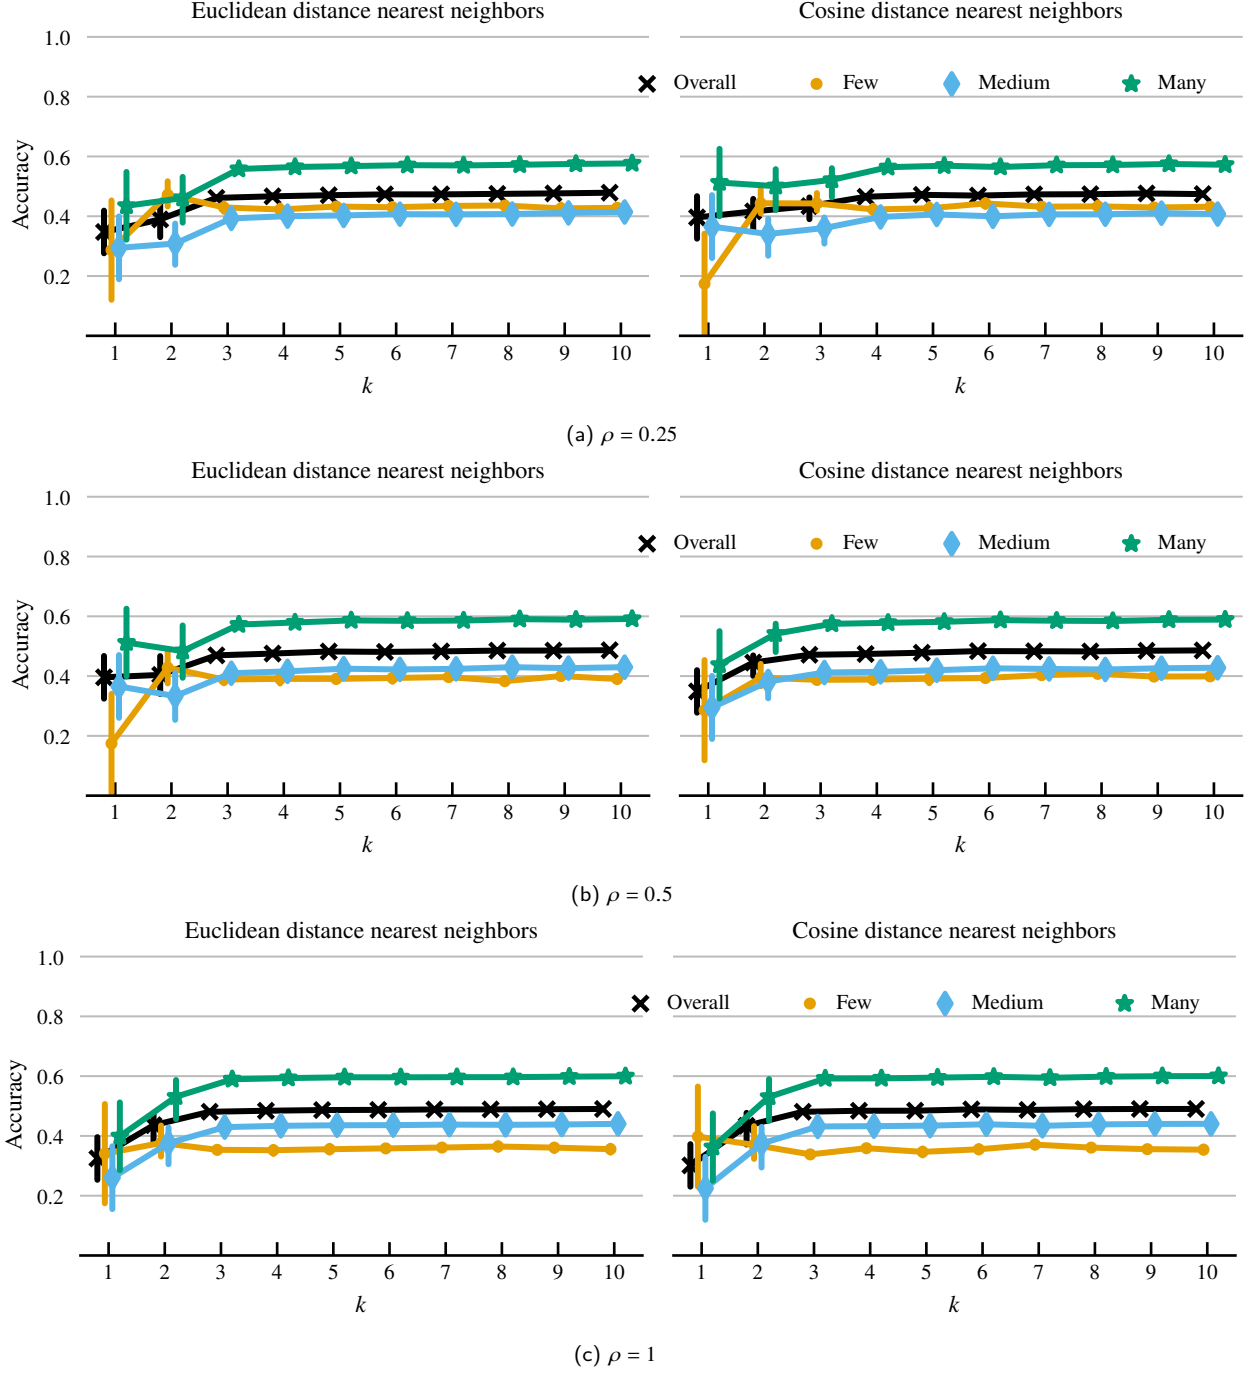 Euclidean distance nearest neighbors
Cosine distance nearest neighbors
1.0
0.8
0.6
0.4
0.2
Accuracy
Overall Few Medium Many
1 2 3 4 5 6 7 8 9 10
1 2 3 4 5 6 7 8 9 10
k
k
(a) ρ = 0.25
Euclidean distance nearest neighbors
Cosine distance nearest neighbors
1.0
0.8
0.6
0.4
0.2
Accuracy
Overall Few Medium Many
1 2 3 4 5 6 7 8 9 10
1 2 3 4 5 6 7 8 9 10
k
k
(b) ρ = 0.5
Euclidean distance nearest neighbors
Cosine distance nearest neighbors
1.0
0.8
0.6
0.4
0.2
Accuracy
Overall Few Medium Many
1 2 3 4 5 6 7 8 9 10
1 2 3 4 5 6 7 8 9 10
k
k
(c) ρ = 1